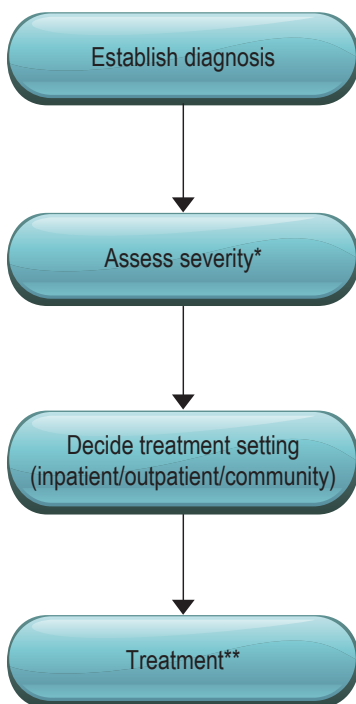 Establish diagnosis
Assess severity*
Decide treatment setting
(inpatient/outpatient/community)
Treatment**